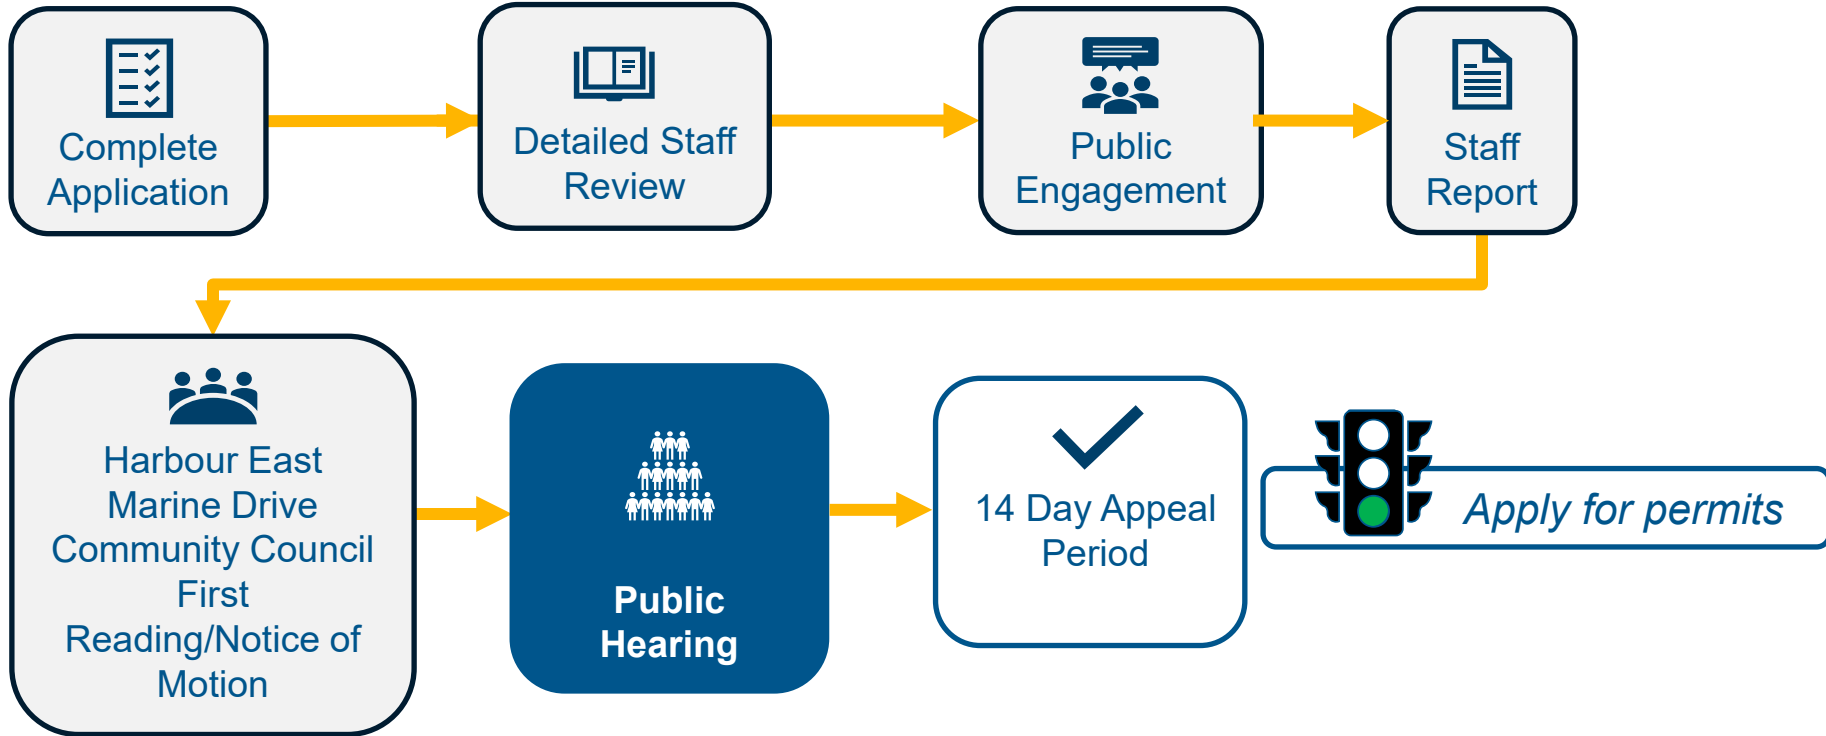 Complete
Application
Detailed Staff
Review
Public
Engagement
Staff
Report
Harbour East
Marine Drive
Community Council
First
Reading/Notice of
Motion
Public
Hearing
14 Day Appeal
Period
Apply for permits